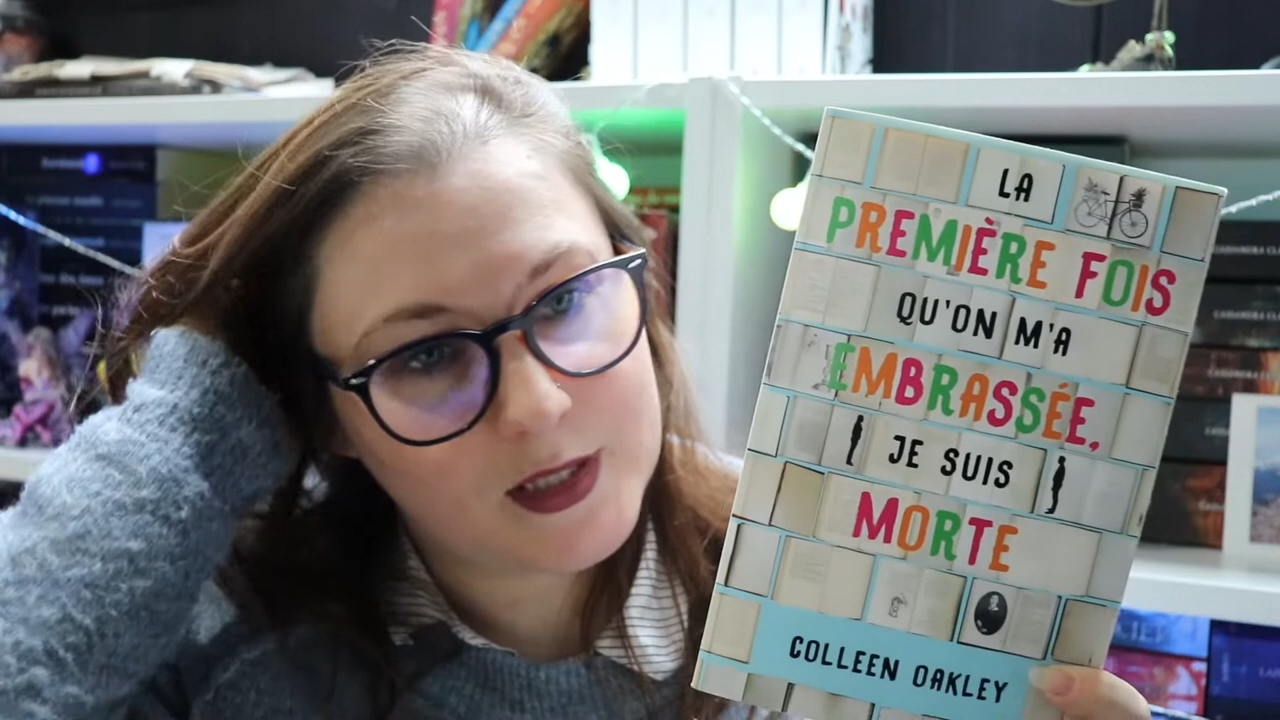 LA
PREMIÈRE FOIS
QU'ON M'A
EMBRASSÉE,
JE SUIS
MORTE
COLLEEN OAKLEY